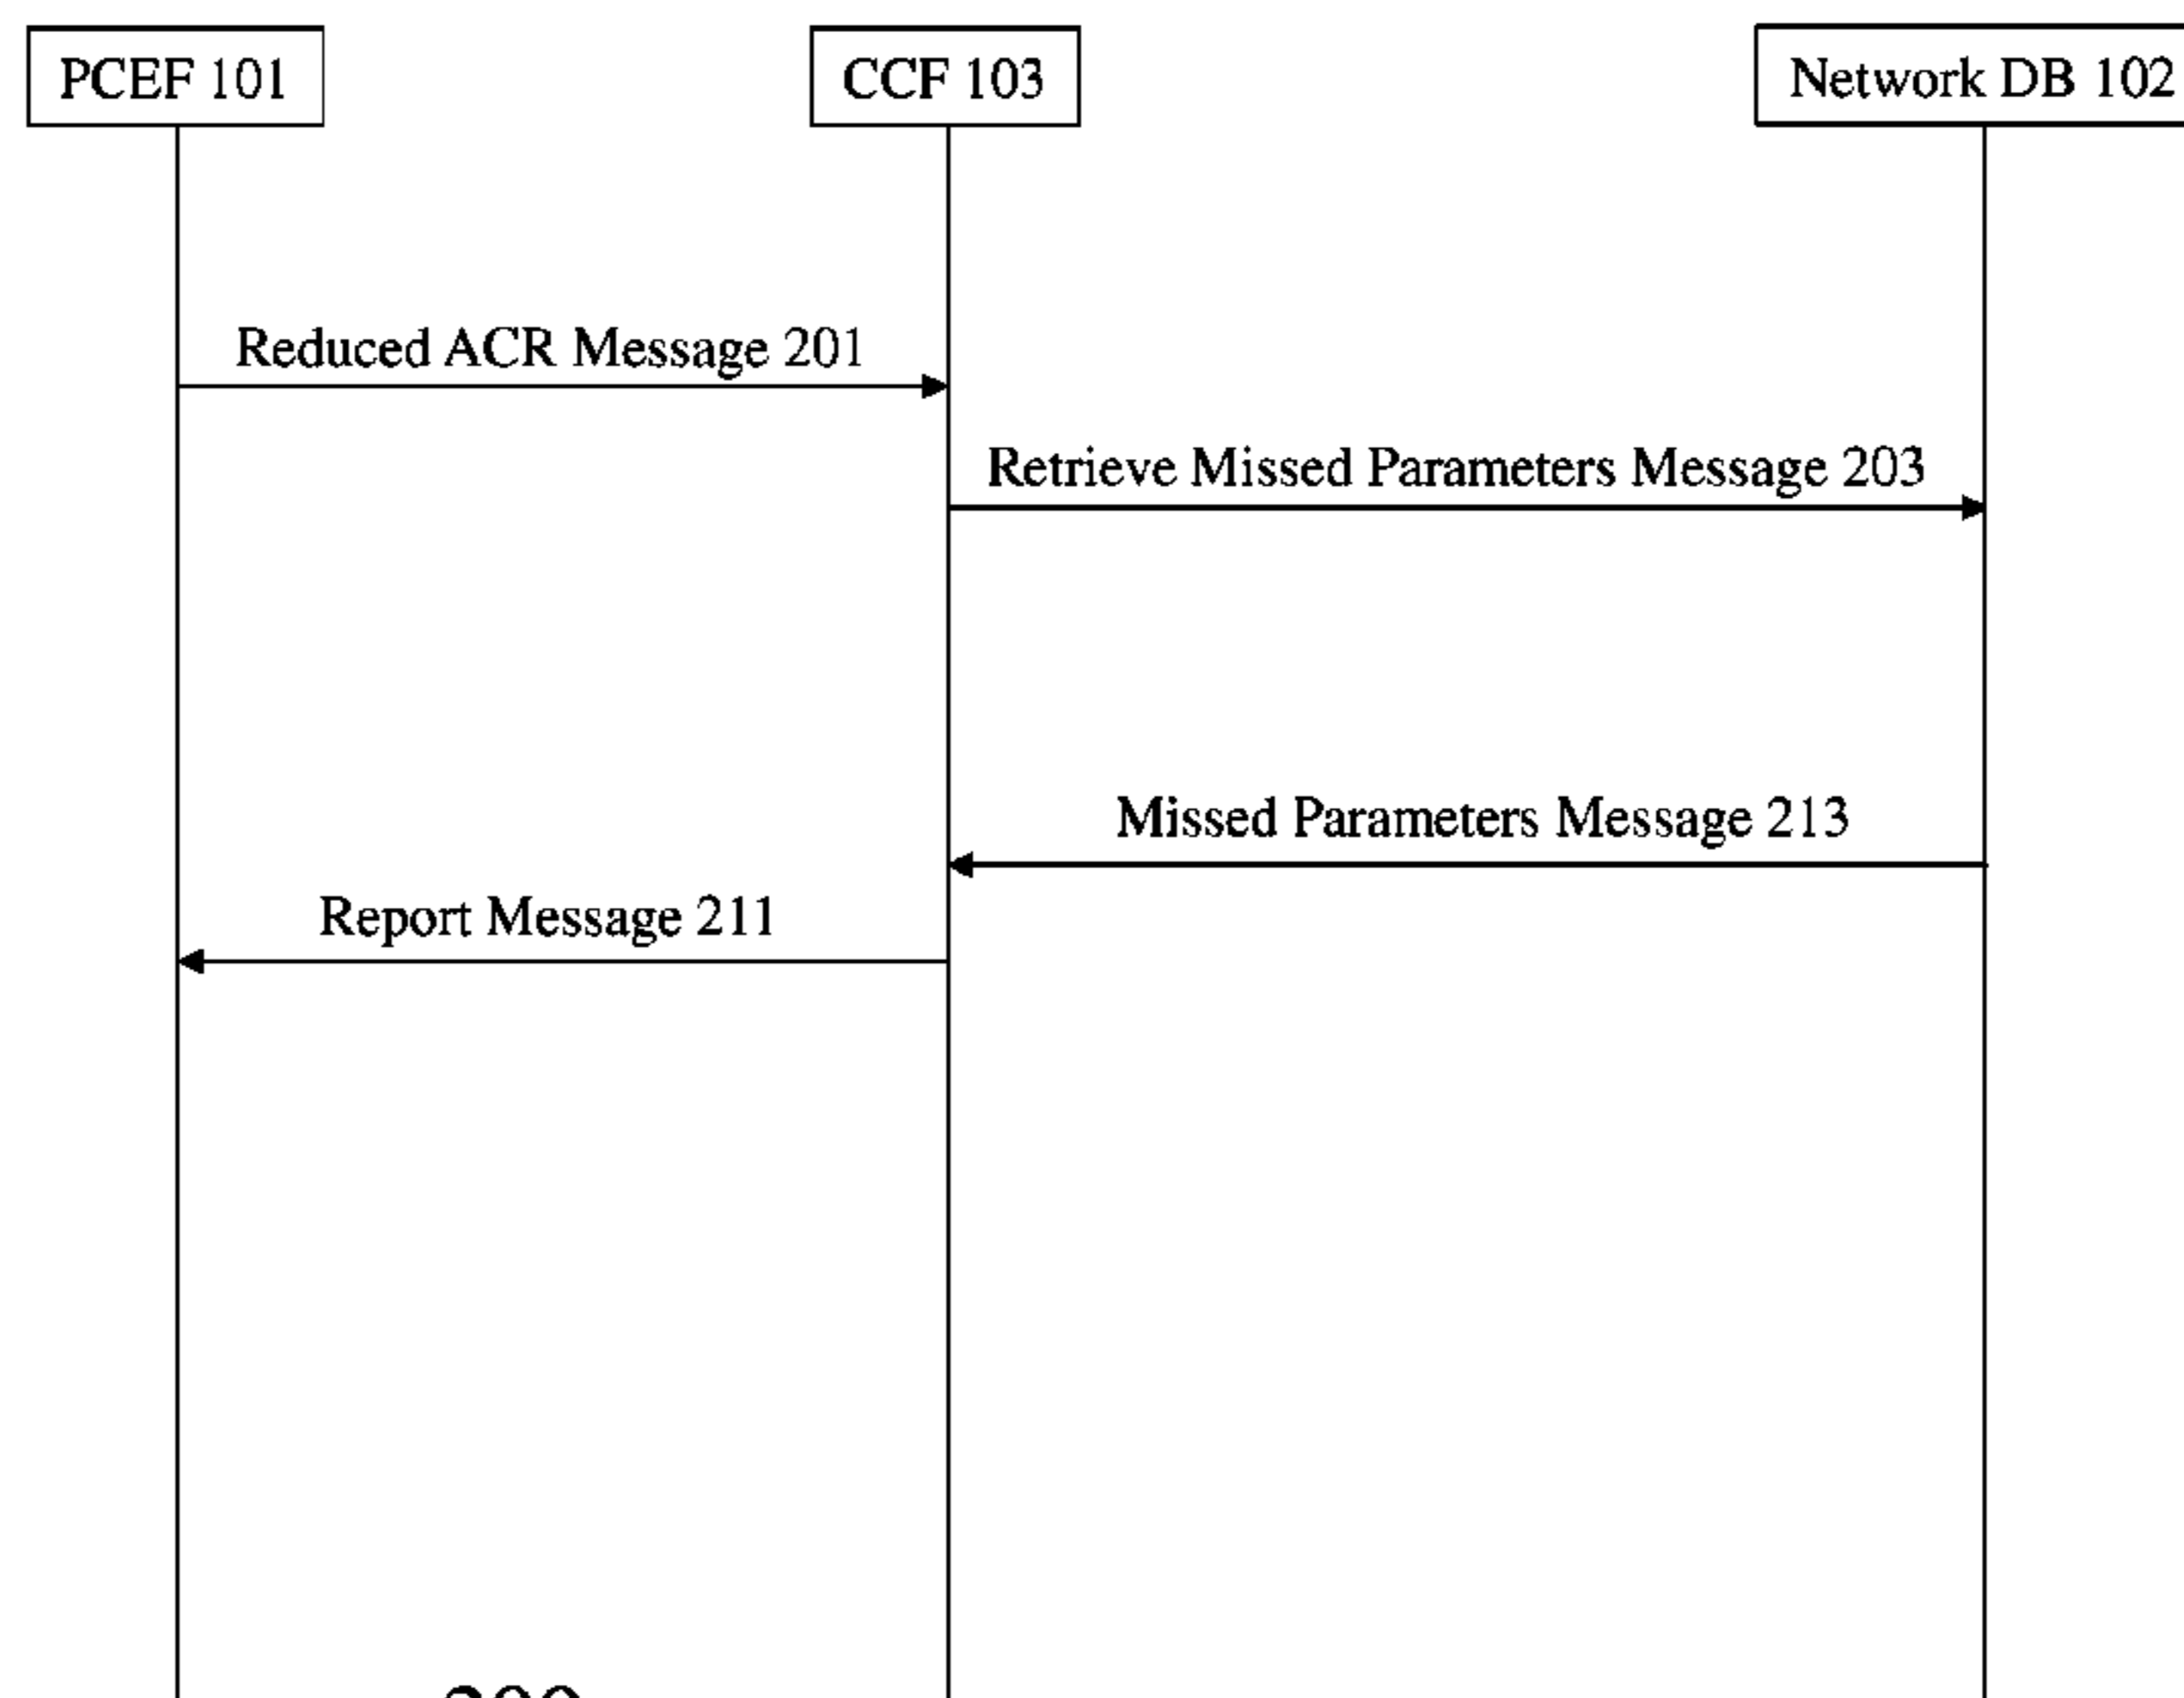 PCEF 101
CCF 103
Network DB 102
Reduced ACR Message 201
Retrieve Missed Parameters Message 203
Missed Parameters Message 213
Report Message 211